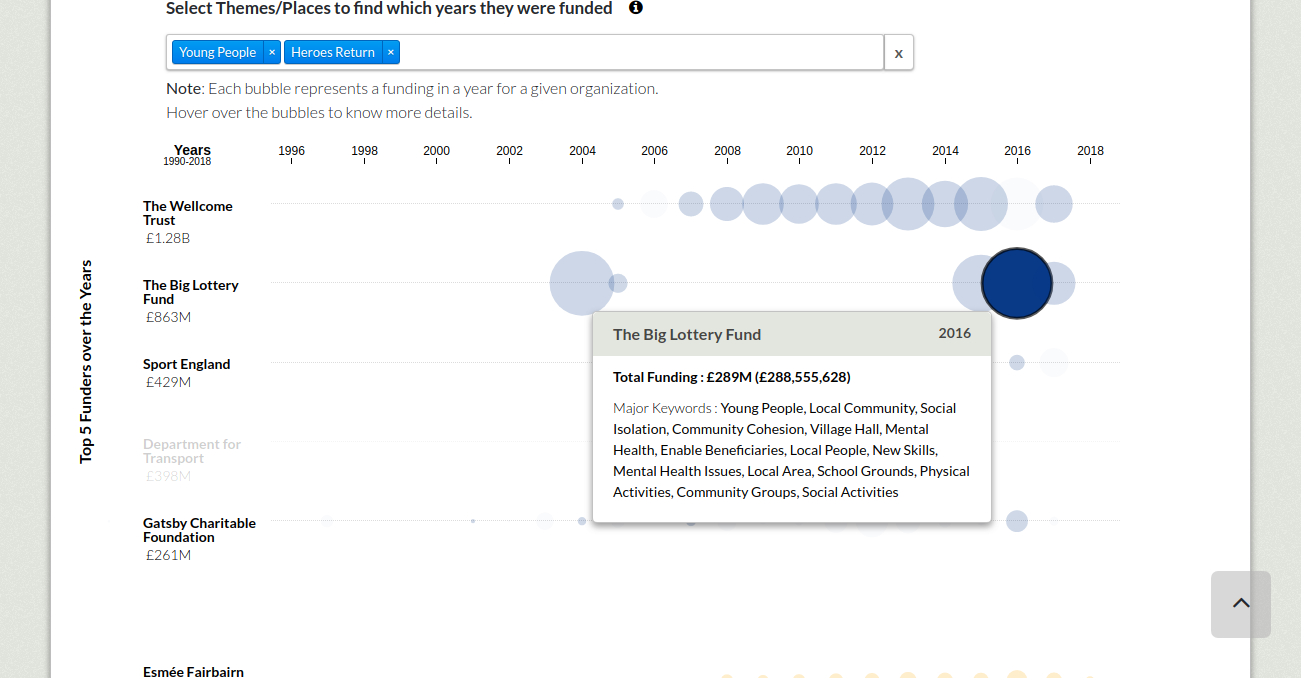 Select Themes/Places to find which years they were funded
Young People × Heroes Return × x
Note: Each bubble represents a funding in a year for a given organization.
Hover over the bubbles to know more details.
Years 1996 1998 2000 2002 2004 2006 2008 2010 2012 2014 2016 2018
1990-2018
Top 5 Funders over the Years
The Wellcome
Trust
£1.28B
The Big Lottery
Fund
£863M
The Big Lottery Fund 2016
Total Funding : £289M (£288,555,628)
Major Keywords : Young People, Local Community, Social
Isolation, Community Cohesion, Village Hall, Mental
Health, Enable Beneficiaries, Local People, New Skills,
Mental Health Issues, Local Area, School Grounds, Physical
Activities, Community Groups, Social Activities
Sport England
£429M
Department for
Transport
£398M
Gatsby Charitable
Foundation
£261M
Esmée Fairbairn